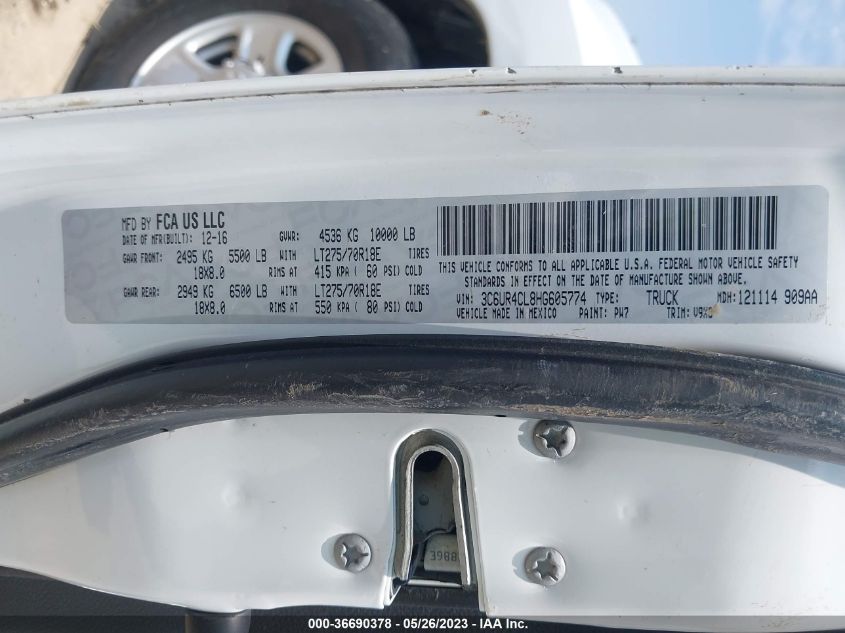 MFD BY FCA US LLC
DATE OF MFR(BUILT): 12-16 GVWR: 4536 KG 10000 LB
GAWR FRONT: 2495 KG 5500 LB WITH LT275/70R18E TIRES
18X8.0 RIMS AT 415 KPA ( 60 PSI) COLD
GAWR REAR: 2949 KG 6500 LB WITH LT275/70R18E TIRES
18X8.0 RIMS AT 550 KPA ( 80 PSI) COLD
THIS VEHICLE CONFORMS TO ALL APPLICABLE U.S.A. FEDERAL MOTOR VEHICLE SAFETY
STANDARDS IN EFFECT ON THE DATE OF MANUFACTURE SHOWN ABOVE.
VIN: 3C6UR4CL8HG605774 TYPE: TRUCK MDH: 121114 909AA
VEHICLE MADE IN MEXICO PAINT: PW7 TRIM:
000-36690378 / 05/26/2023 - IAA Inc.